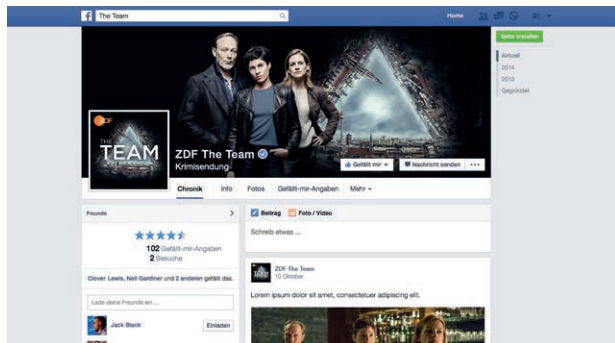 The Team
Home
Seite erstellen
Aktuell
2014
2013
Gegründet
ZDF
THE
TEAM
ZDF The Team
Krimisendung
Gefällt mir
Nachricht senden
Chronik Info Fotos Gefällt-mir-Angaben Mehr
Freunde
102 Gefällt-mir-Angaben
2 Besuche
Clover Lewis, Neil Gardiner und 2 anderen gefällt das.
Lade deine Freunde ein ...
Jack Black
Einladen
Beitrag Foto / Video
Schreib etwas ...
ZDF The Team
10 Oktober
Lorem ipsum dolor sit amet, consectetuer adipiscing elit.